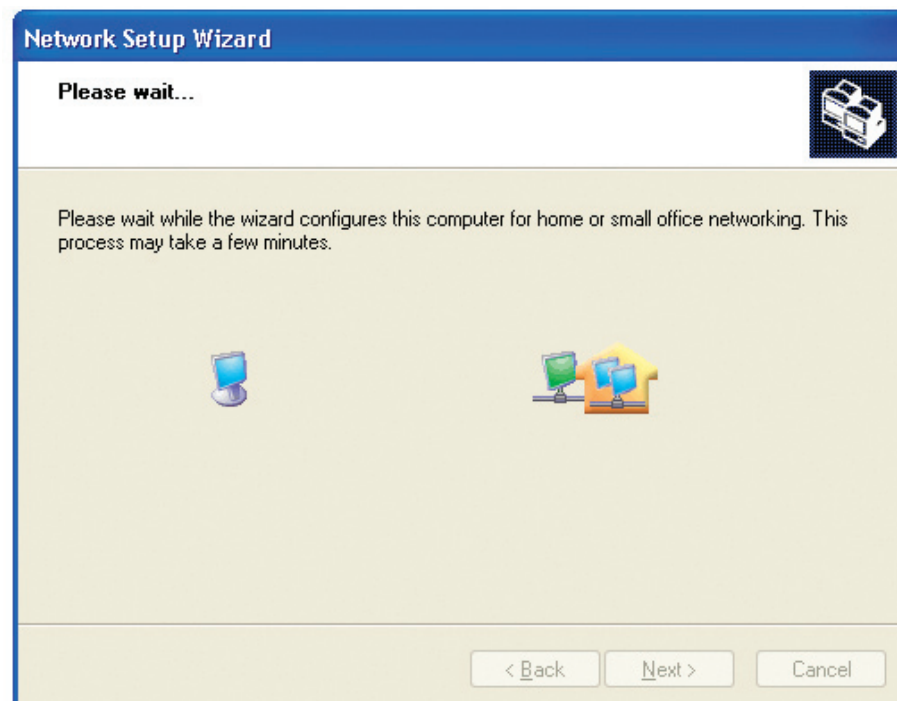 Network Setup Wizard
Please wait...
Please wait while the wizard configures this computer for home or small office networking. This
process may take a few minutes.
< Back
Next >
Cancel